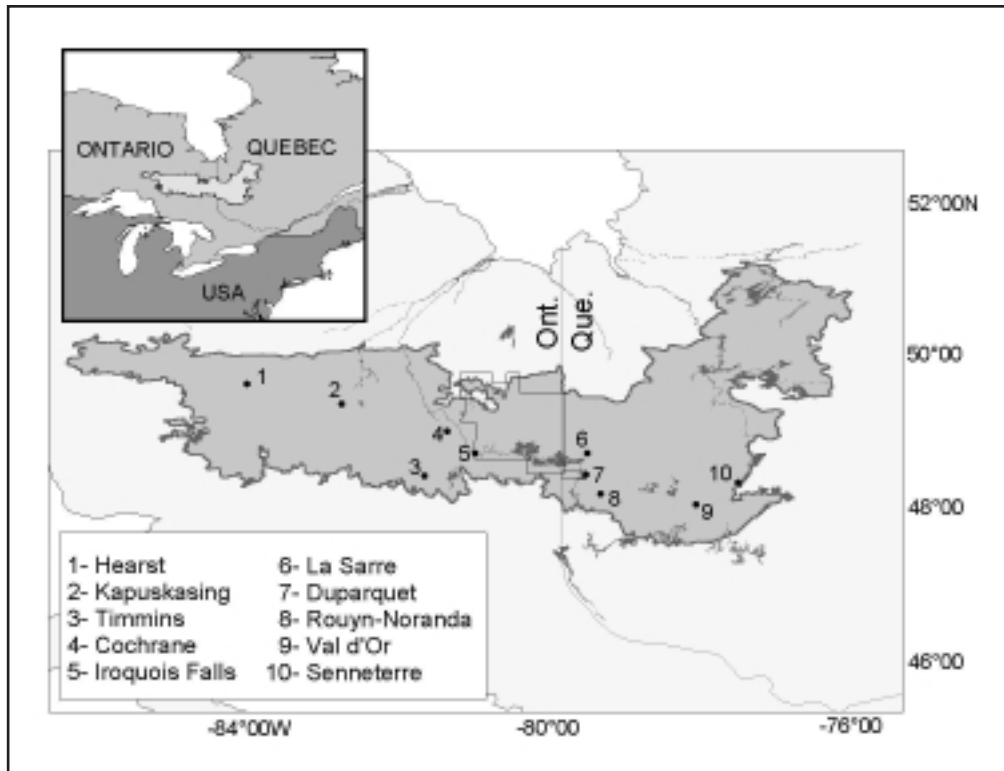 ONTARIO
QUEBEC
USA
52°00N
Ont.
Que.
50°00
1
2
4
6
5
3
7
10
8
9
48°00
1- Hearst
2- Kapuskasing
3- Timmins
4- Cochrane
5- Iroquois Falls
6- La Sarre
7- Duparquet
8- Rouyn-Noranda
9- Val d'Or
10- Senneterre
46°00
-84°00W
-80°00
-76°00